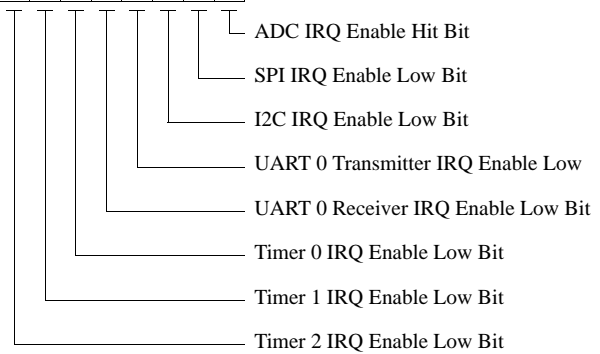 ADC IRQ Enable Hit Bit
SPI IRQ Enable Low Bit
I2C IRQ Enable Low Bit
UART 0 Transmitter IRQ Enable Low
UART 0 Receiver IRQ Enable Low Bit
Timer 0 IRQ Enable Low Bit
Timer 1 IRQ Enable Low Bit
Timer 2 IRQ Enable Low Bit